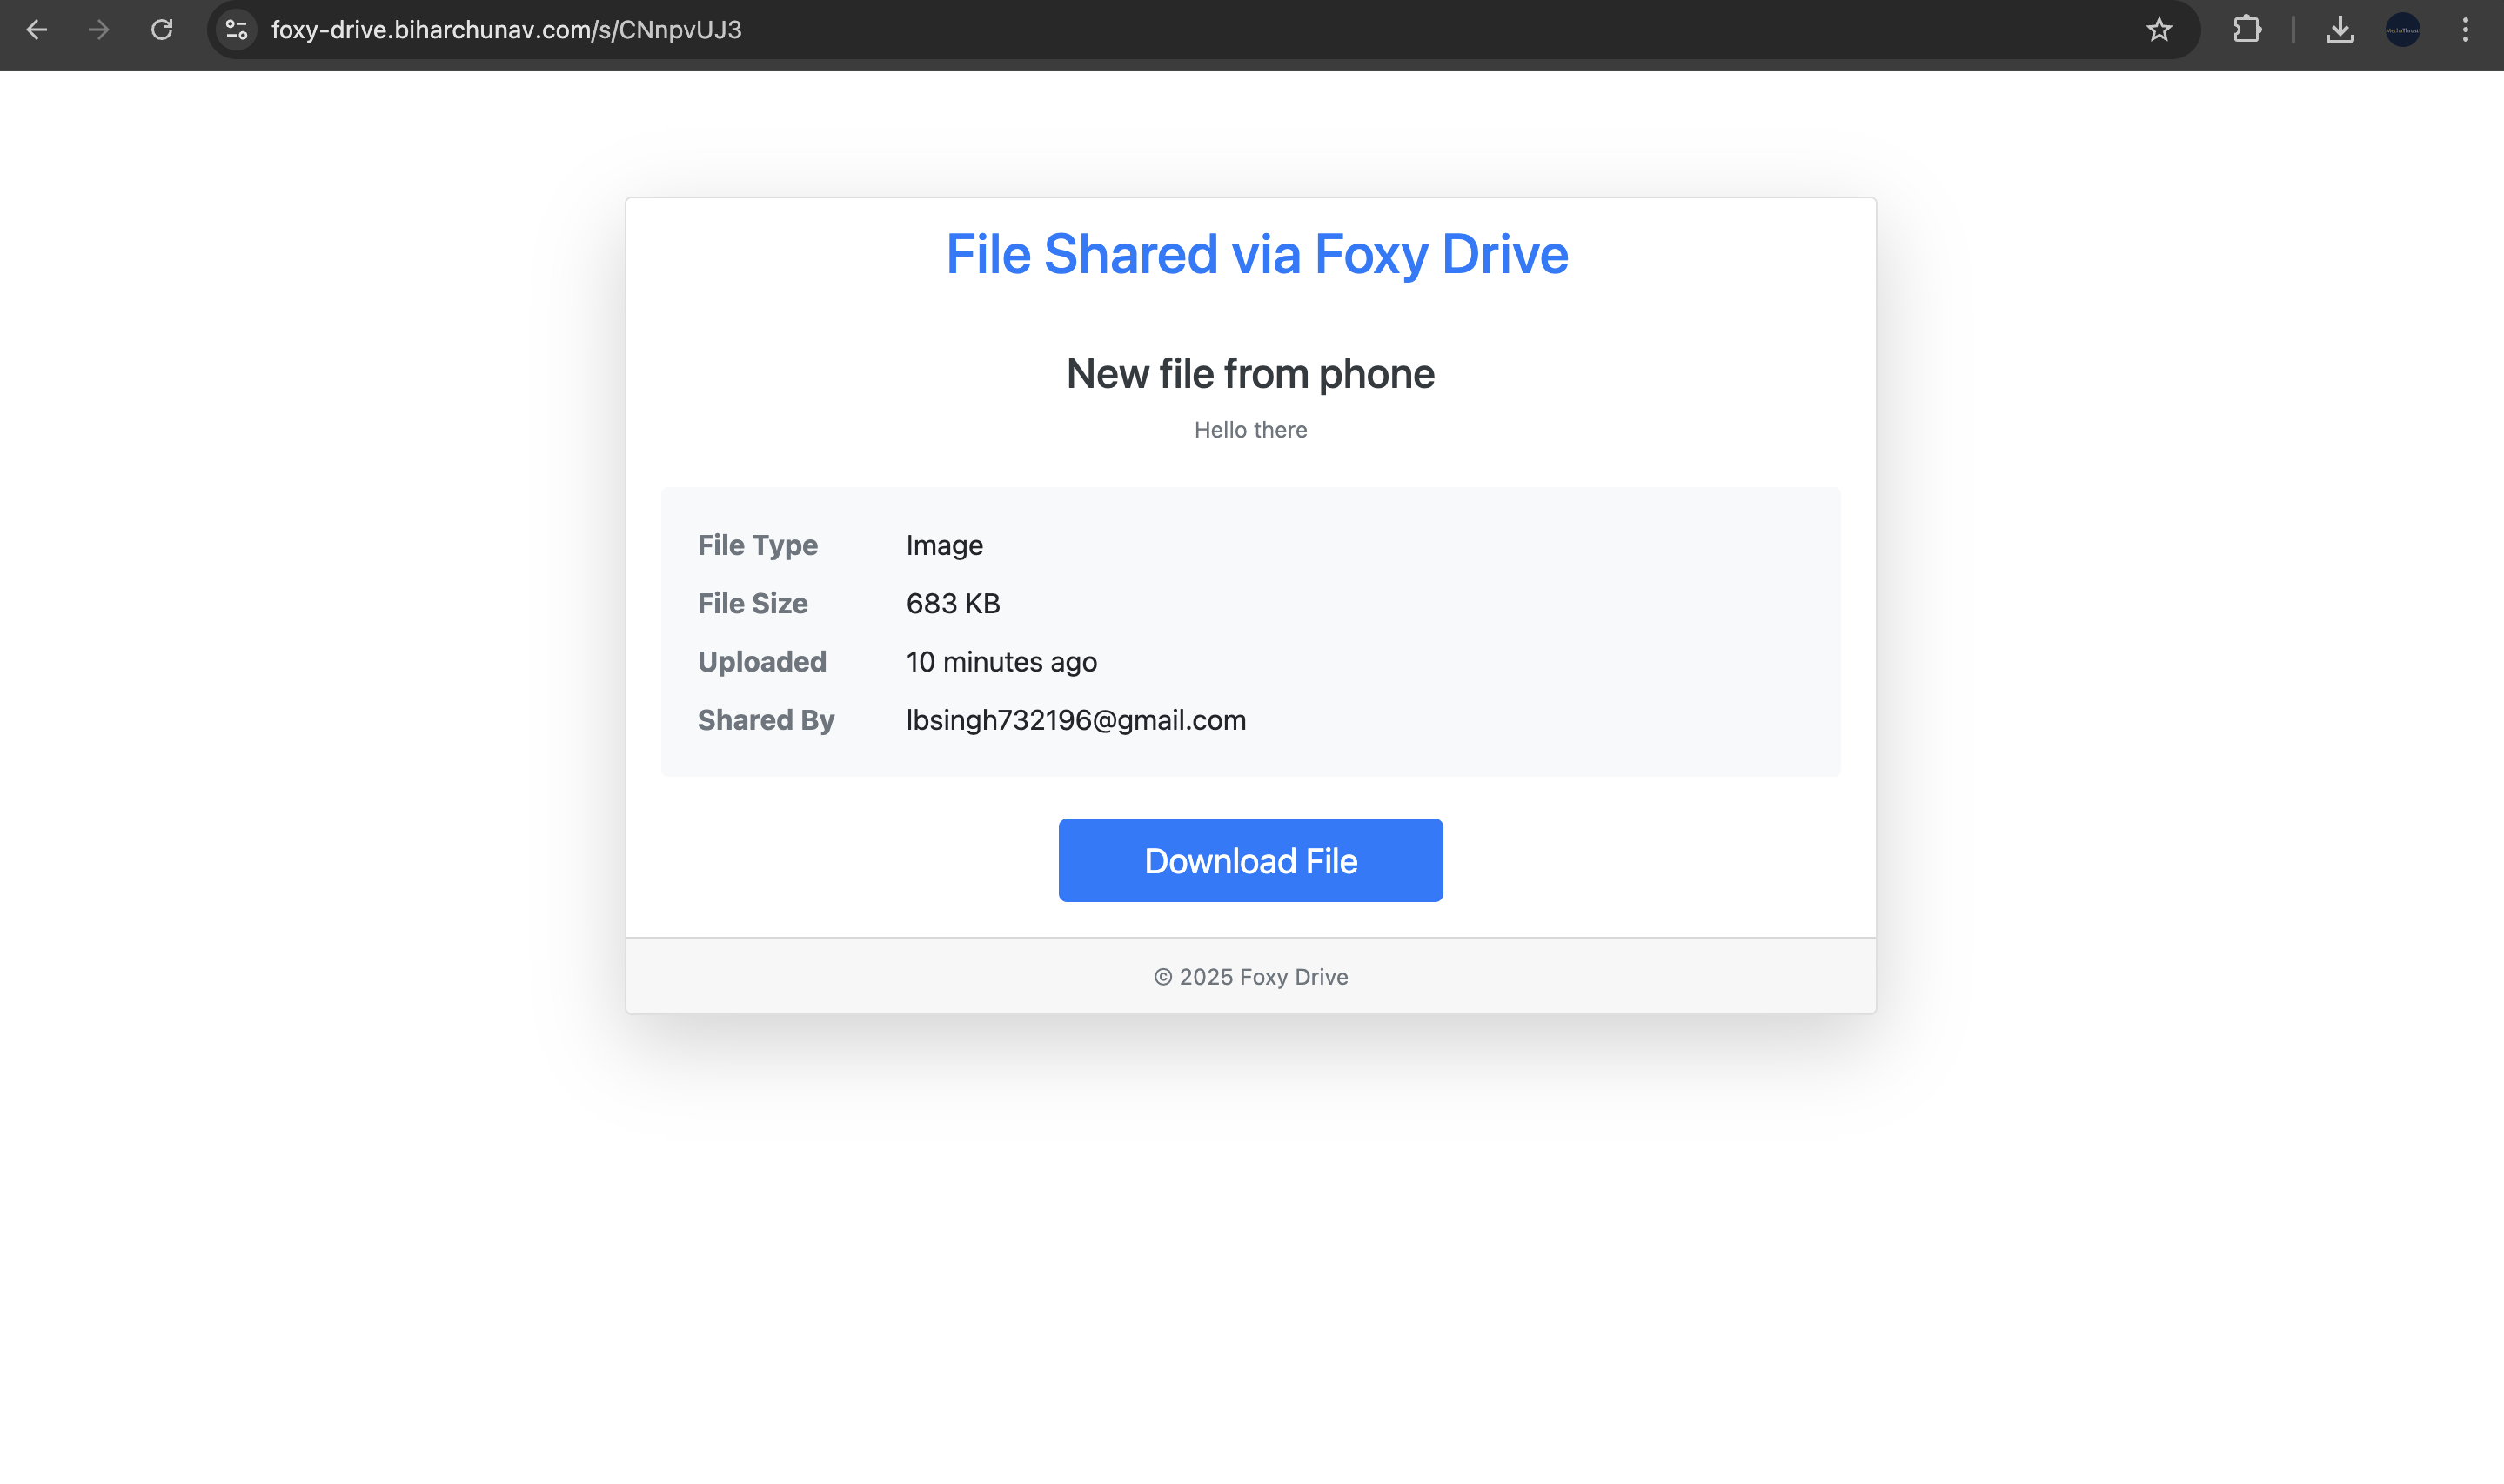 foxy-drive.biharchunav.com/s/CNnpvUJ3
File Shared via Foxy Drive
New file from phone
Hello there
File Type Image
File Size 683 KB
Uploaded 10 minutes ago
Shared By lbsingh732196@gmail.com
Download File
© 2025 Foxy Drive